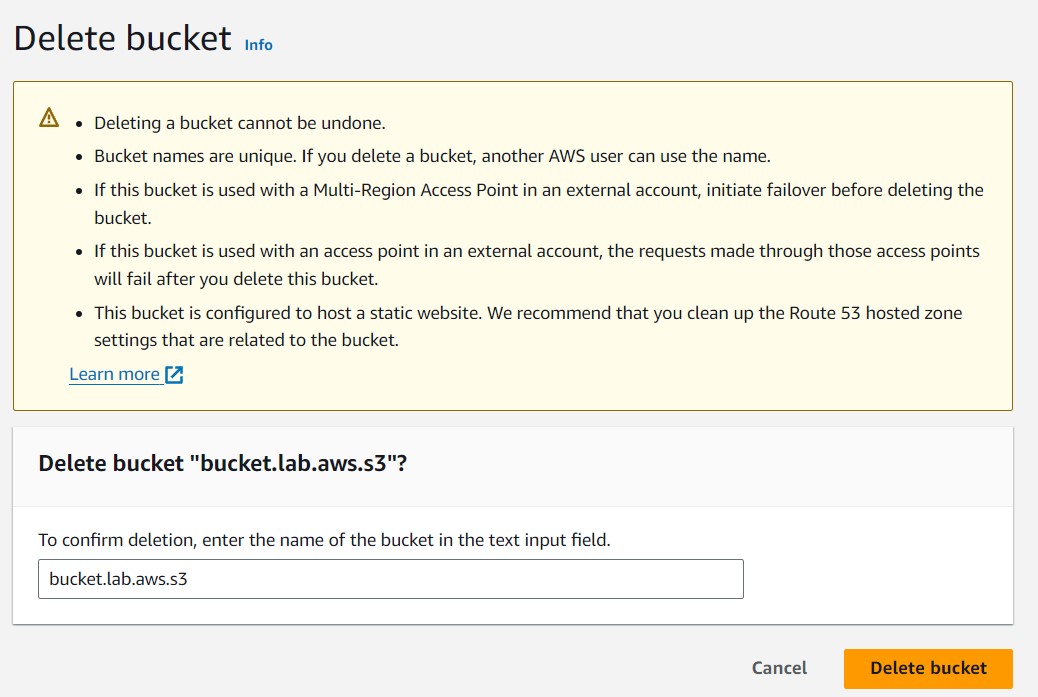 Delete bucket Info
• Deleting a bucket cannot be undone.
• Bucket names are unique. If you delete a bucket, another AWS user can use the name.
• If this bucket is used with a Multi-Region Access Point in an external account, initiate failover before deleting the
bucket.
• If this bucket is used with an access point in an external account, the requests made through those access points
will fail after you delete this bucket.
• This bucket is configured to host a static website. We recommend that you clean up the Route 53 hosted zone
settings that are related to the bucket.
Learn more
Delete bucket "bucket.lab.aws.s3"?
To confirm deletion, enter the name of the bucket in the text input field.
bucket.lab.aws.s3
Cancel Delete bucket